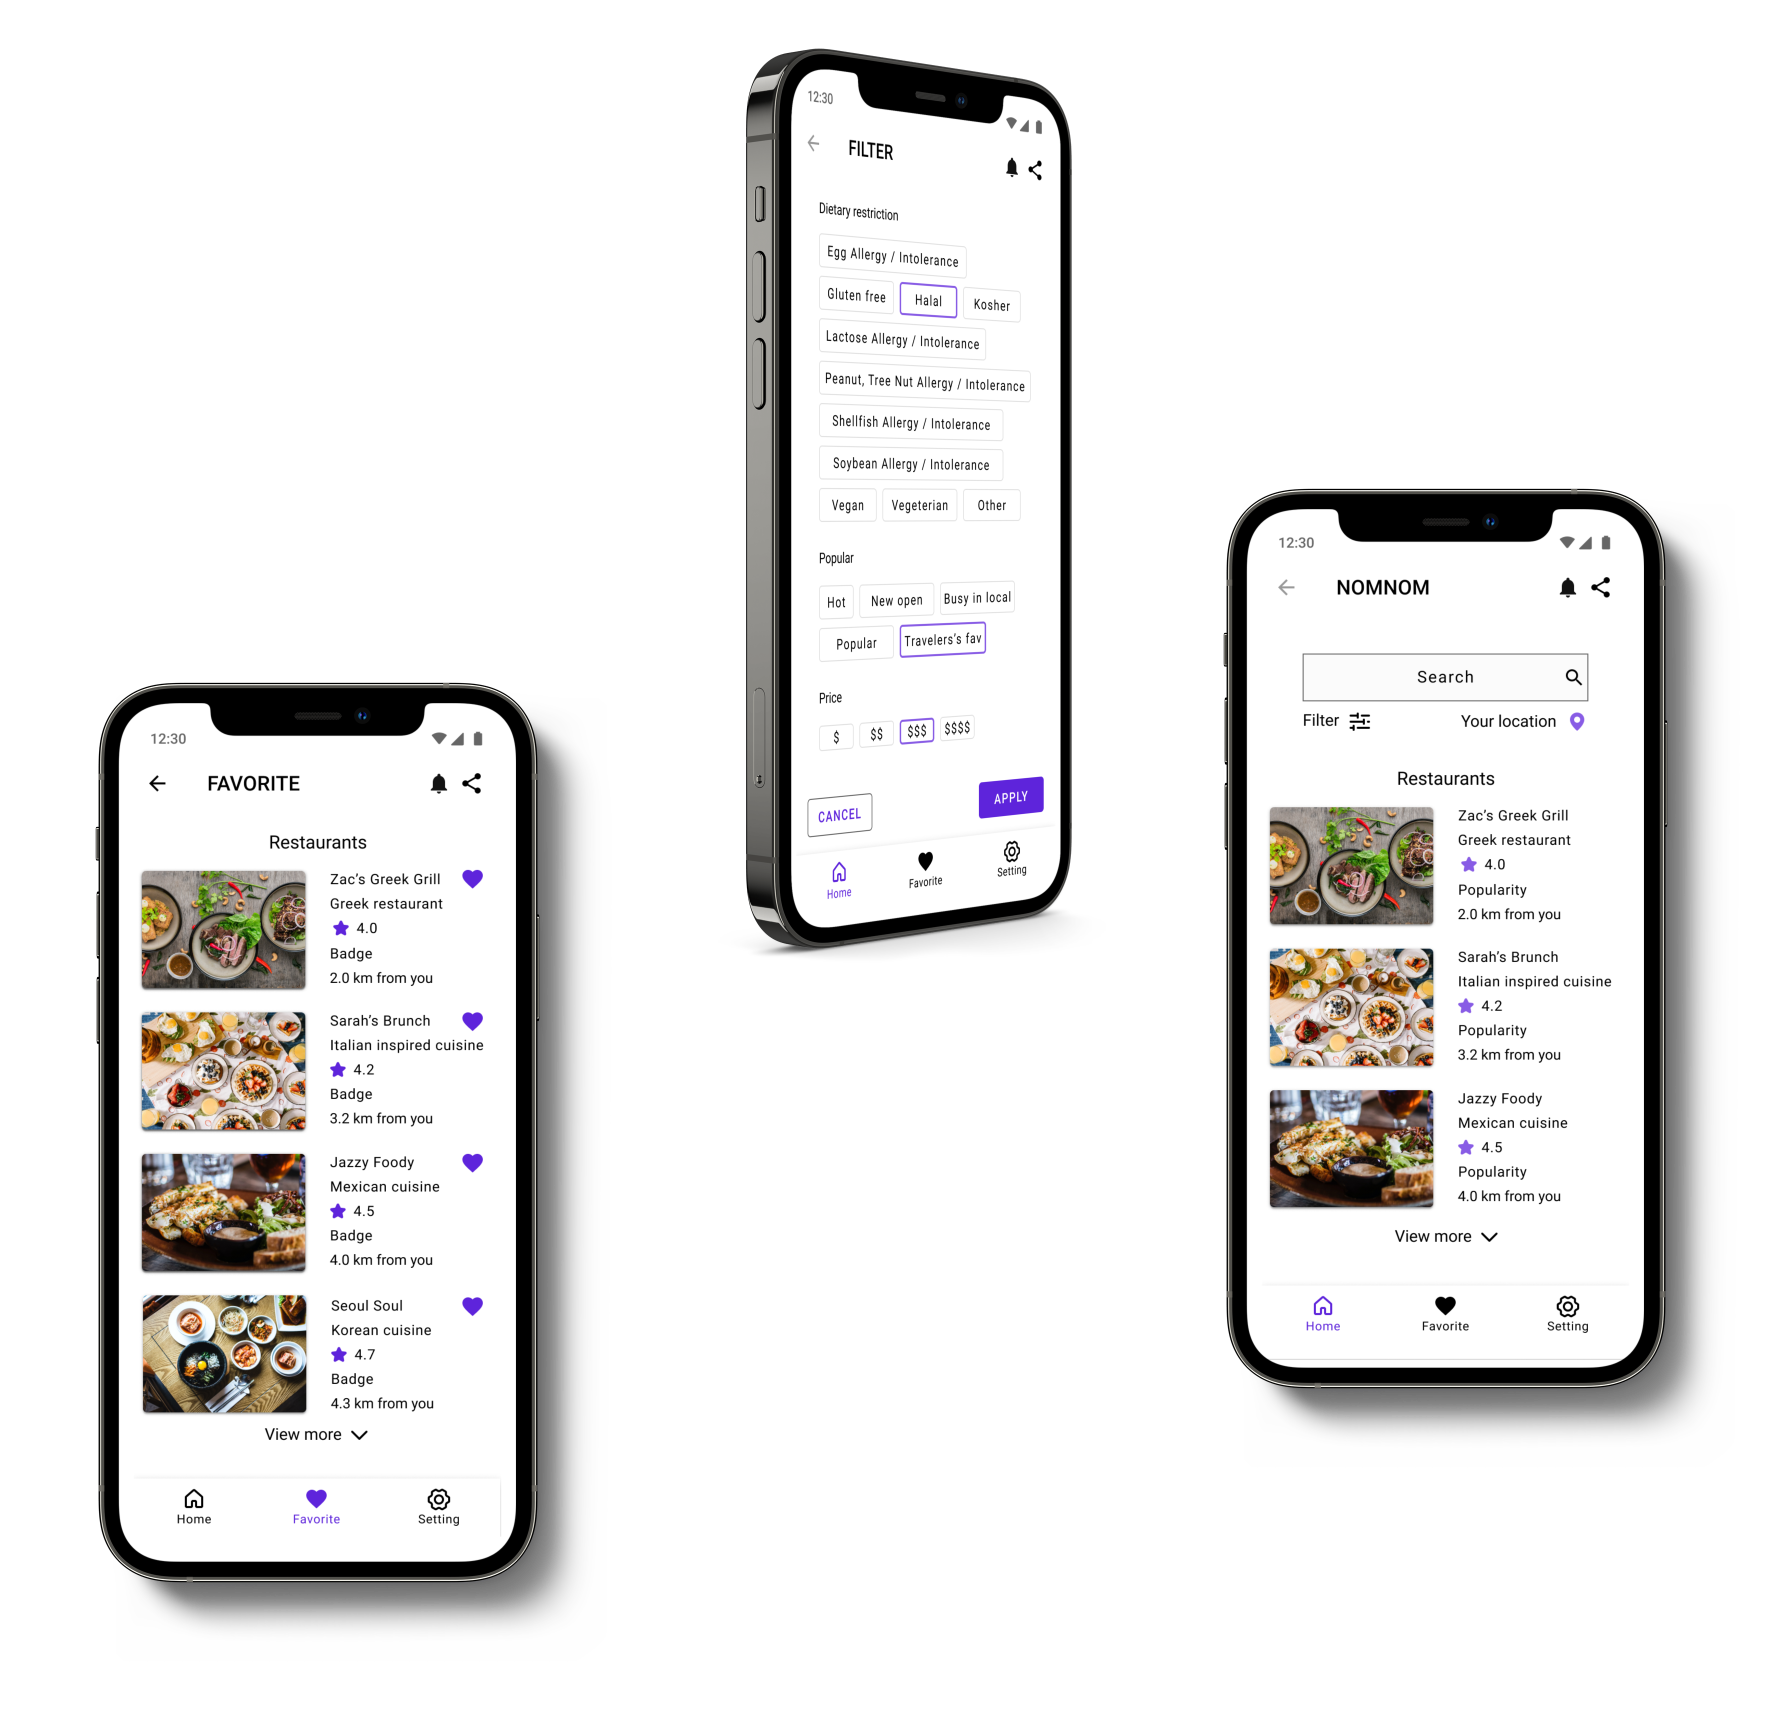 12:30
FILTER
Dietary restriction
Egg Allergy / Intolerance
Gluten free Halal Kosher
Lactose Allergy / Intolerance
Peanut, Tree Nut Allergy / Intolerance
Shellfish Allergy / Intolerance
Soybean Allergy / Intolerance
Vegan Vegeterian Other
Popular
Hot New open Busy in local
Popular Travelers's fav
Price
$ $$ $$$ $$$$
CANCEL APPLY
Home Favorite Setting
12:30
FAVORITE
Restaurants
Zac's Greek Grill
Greek restaurant
4.0
Badge
2.0 km from you
Sarah's Brunch
Italian inspired cuisine
4.2
Badge
3.2 km from you
Jazzy Foody
Mexican cuisine
4.5
Badge
4.0 km from you
Seoul Soul
Korean cuisine
4.7
Badge
4.3 km from you
View more
Home Favorite Setting
12:30
NOMNOM
Search
Filter Your location
Restaurants
Zac's Greek Grill
Greek restaurant
4.0
Popularity
2.0 km from you
Sarah's Brunch
Italian inspired cuisine
4.2
Popularity
3.2 km from you
Jazzy Foody
Mexican cuisine
4.5
Popularity
4.0 km from you
View more
Home Favorite Setting